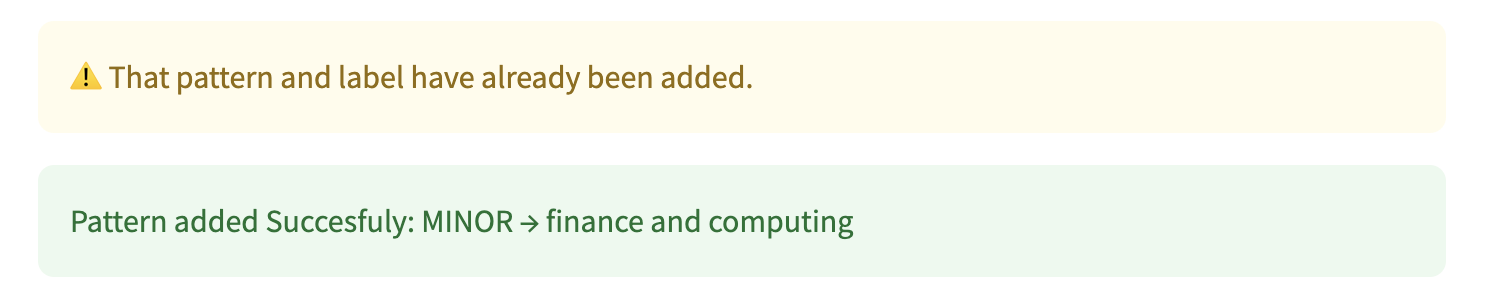 ⚠️ That pattern and label have already been added.
Pattern added Succesfuly: MINOR → finance and computing